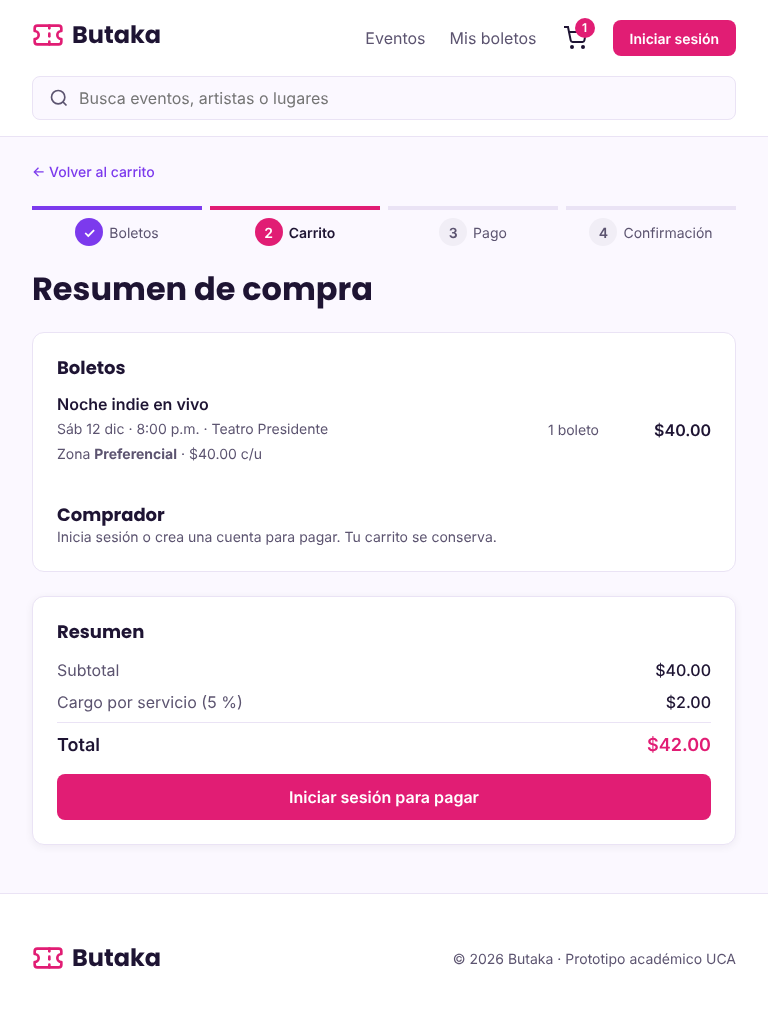 Butaka
Eventos
Mis boletos
1
Iniciar sesión
Busca eventos, artistas o lugares
← Volver al carrito
Boletos
2 Carrito
3 Pago
4 Confirmación
Resumen de compra
Boletos
Noche indie en vivo
Sáb 12 dic · 8:00 p.m. · Teatro Presidente
1 boleto
$40.00
Zona Preferencial · $40.00 c/u
Comprador
Inicia sesión o crea una cuenta para pagar. Tu carrito se conserva.
Resumen
Subtotal $40.00
Cargo por servicio (5 %) $2.00
Total $42.00
Iniciar sesión para pagar
Butaka
© 2026 Butaka · Prototipo académico UCA